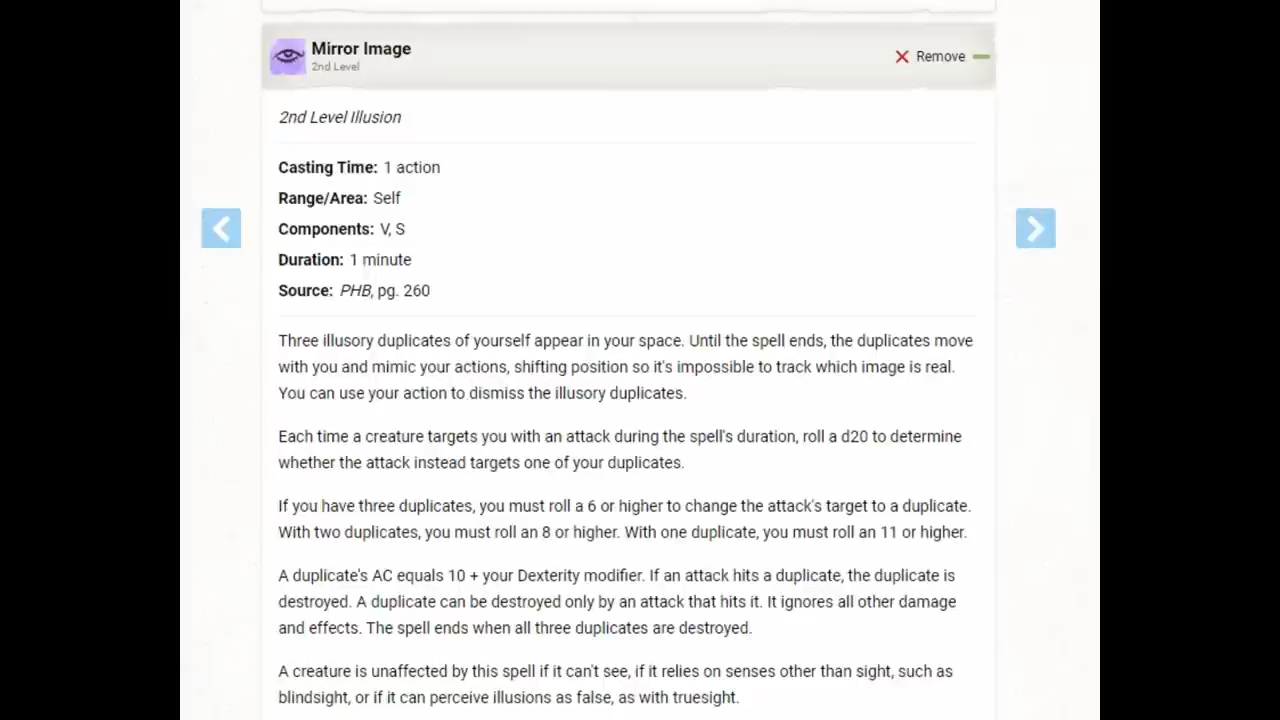 Mirror Image
2nd Level
Remove
2nd Level Illusion
Casting Time: 1 action
Range/Area: Self
Components: V, S
Duration: 1 minute
Source: PHB, pg. 260
Three illusory duplicates of yourself appear in your space. Until the spell ends, the duplicates move
with you and mimic your actions, shifting position so it's impossible to track which image is real.
You can use your action to dismiss the illusory duplicates.
Each time a creature targets you with an attack during the spell's duration, roll a d20 to determine
whether the attack instead targets one of your duplicates.
If you have three duplicates, you must roll a 6 or higher to change the attack's target to a duplicate.
With two duplicates, you must roll an 8 or higher. With one duplicate, you must roll an 11 or higher.
A duplicate's AC equals 10 + your Dexterity modifier. If an attack hits a duplicate, the duplicate is
destroyed. A duplicate can be destroyed only by an attack that hits it. It ignores all other damage
and effects. The spell ends when all three duplicates are destroyed.
A creature is unaffected by this spell if it can't see, if it relies on senses other than sight, such as
blindsight, or if it can perceive illusions as false, as with truesight.